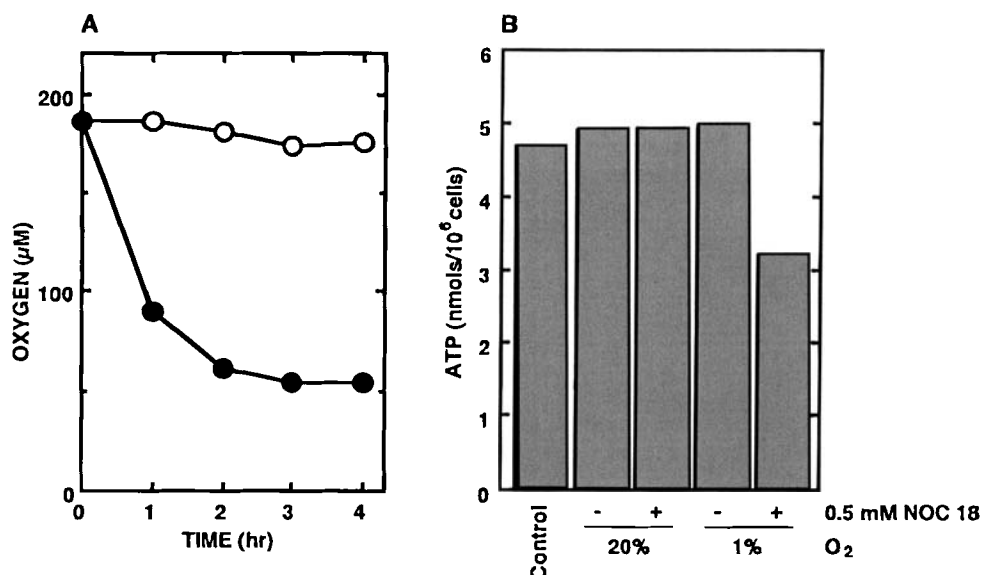 A
200
100
0
OXYGEN (µM)
0 1 2 3 4
TIME (hr)
B
6
5
4
3
2
1
0
ATP (nmols/10⁶cells)
Control
- + - + 0.5 mM NOC 18
20% 1% O₂